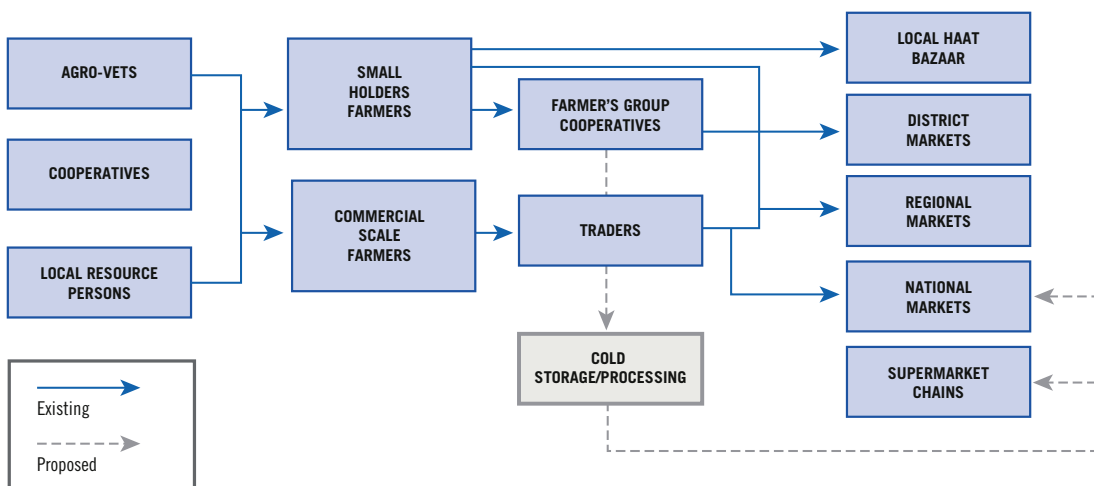 AGRO-VETS
COOPERATIVES
LOCAL RESOURCE
PERSONS
SMALL
HOLDERS
FARMERS
COMMERCIAL
SCALE
FARMERS
FARMER'S GROUP
COOPERATIVES
TRADERS
COLD
STORAGE/PROCESSING
LOCAL HAAT
BAZAAR
DISTRICT
MARKETS
REGIONAL
MARKETS
NATIONAL
MARKETS
SUPERMARKET
CHAINS
Existing
Proposed